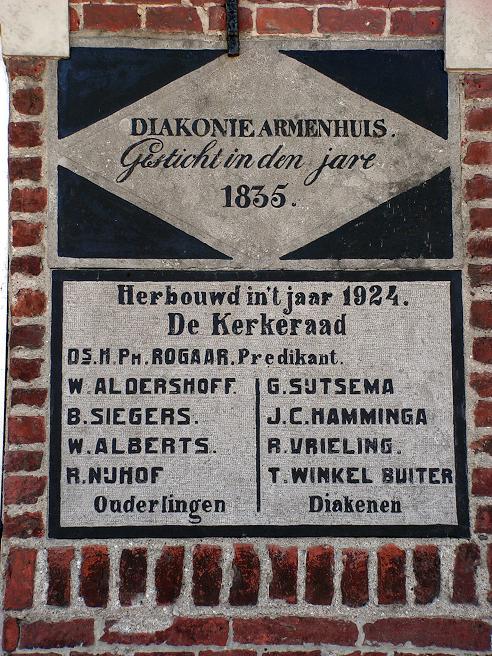 DIAKONIE ARMENHUIS.
Gesticht in den jare
1835.
Herbouwd in't jaar 1924.
De Kerkeraad
Ds. H. PH. ROGAAR. Predikant.
W. ALDERSHOFF. G. SIJTSEMA
B. SIEGERS. J.C. HAMMINGA
W. ALBERTS. R. VRIELING.
R. NIJHOF T. WINKEL BUITER
Ouderlingen Diakenen